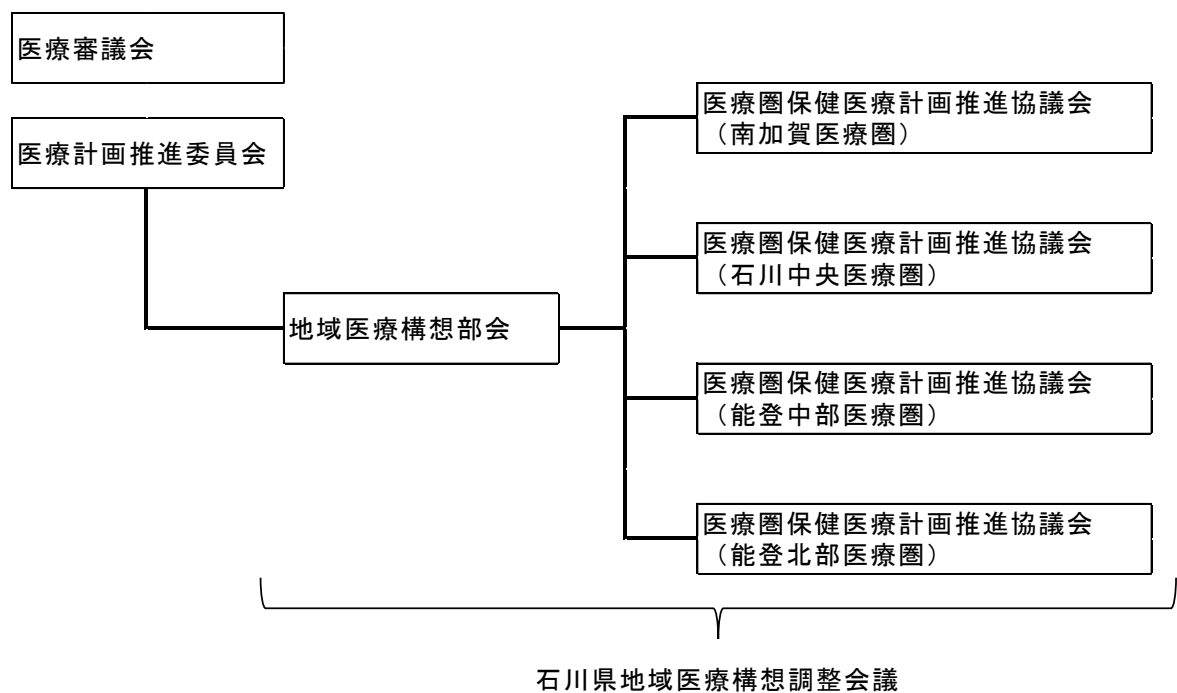 医療審議会
医療計画推進委員会
地域医療構想部会
医療圏保健医療計画推進協議会
（南加賀医療圏）
医療圏保健医療計画推進協議会
（石川中央医療圏）
医療圏保健医療計画推進協議会
（能登中部医療圏）
医療圏保健医療計画推進協議会
（能登北部医療圏）
石川県地域医療構想調整会議